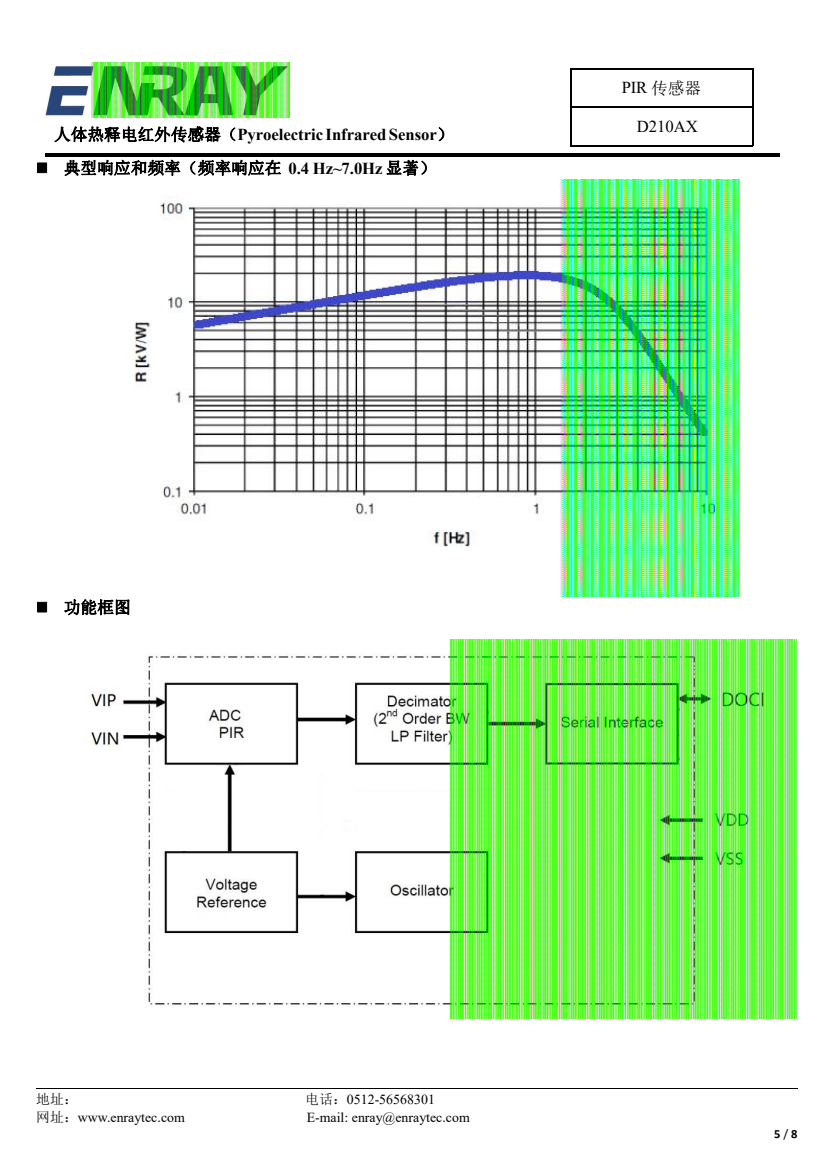 ENRAY
PIR 传感器
人体热释电红外传感器（Pyroelectric Infrared Sensor）
D210AX
■ 典型响应和频率（频率响应在 0.4 Hz~7.0Hz 显著）
100
10
1
0.1
R [kV/W]
0.01 0.1 1 10
f [Hz]
■ 功能框图
VIP
VIN
ADC
PIR
Decimator
(2nd Order BW
LP Filter)
Serial Interface
DOCI
VDD
VSS
Voltage
Reference
Oscillator
地址： 电话：0512-56568301
网址：www.enraytec.com E-mail: enray@enraytec.com
5 / 8